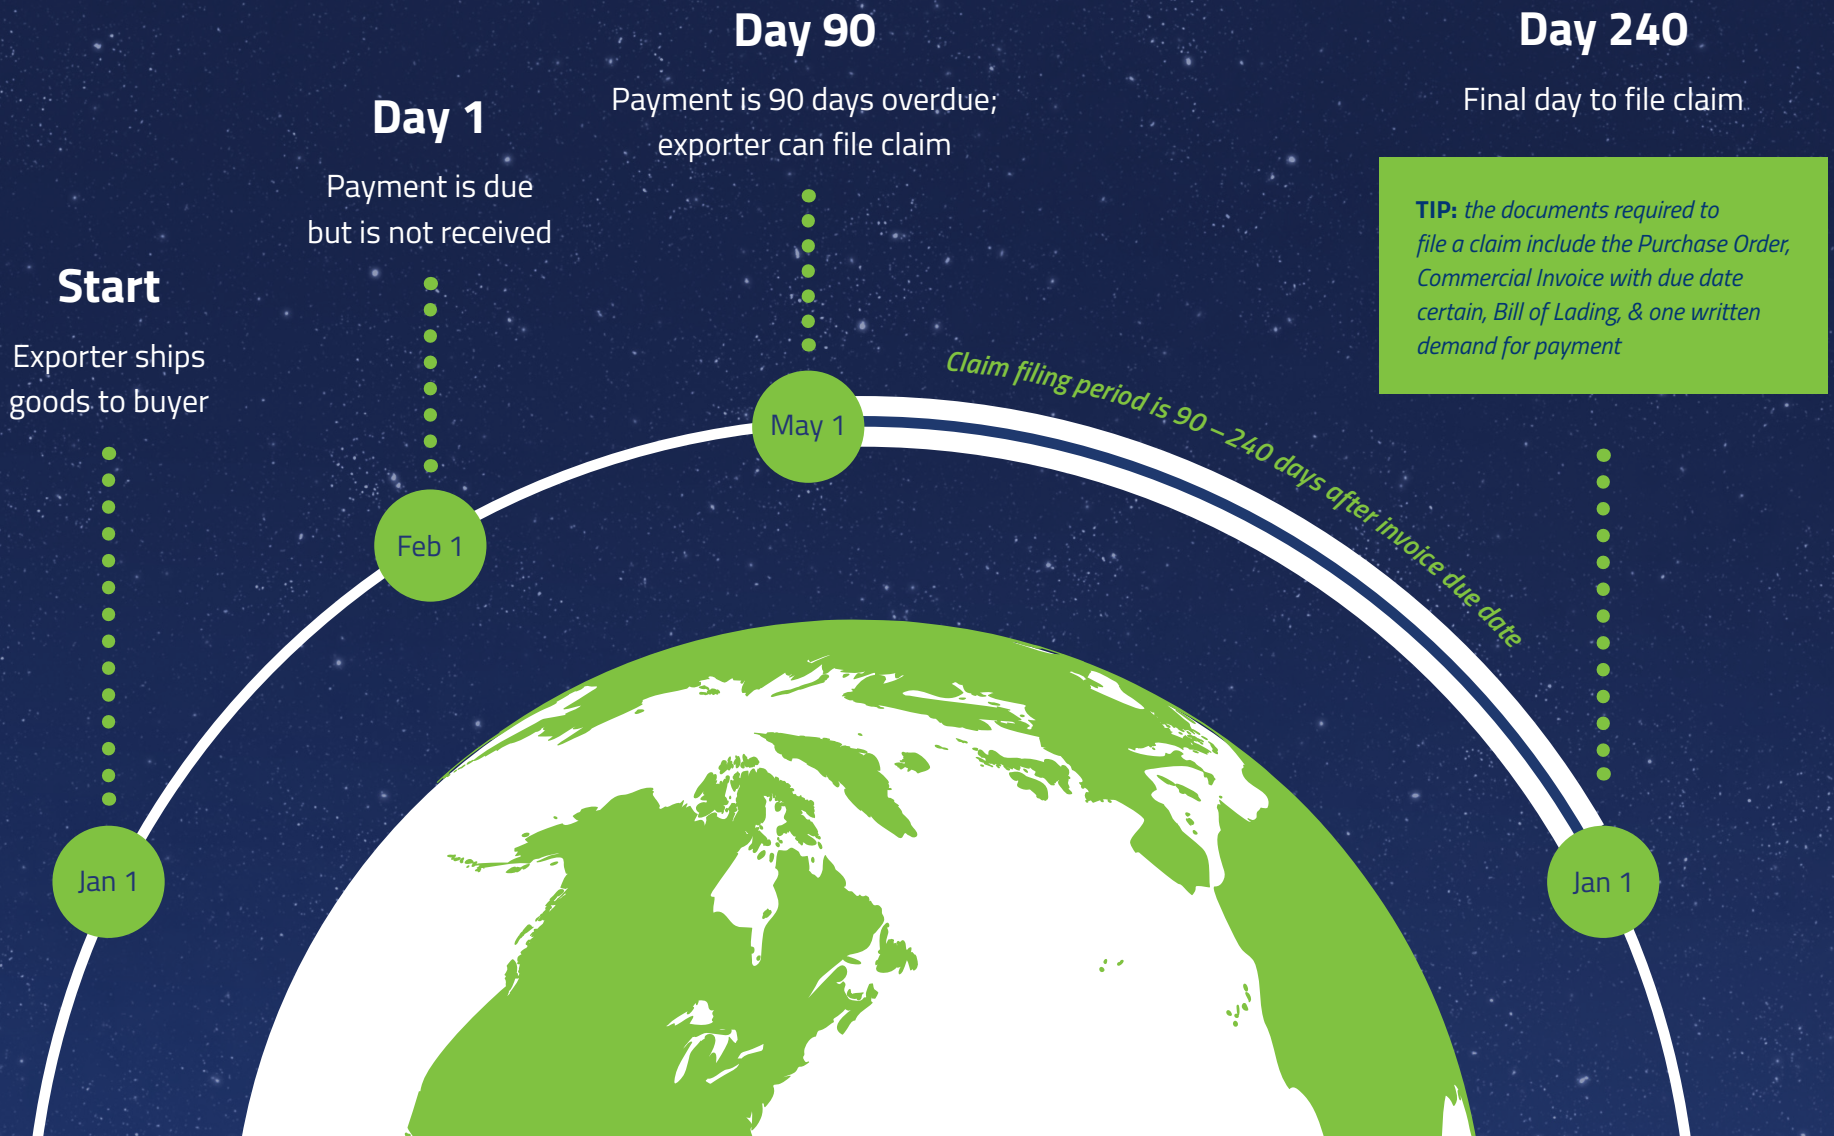 Start
Exporter ships
goods to buyer
Jan 1
Day 1
Payment is due
but is not received
Feb 1
Day 90
Payment is 90 days overdue;
exporter can file claim
May 1
Claim filing period is 90 – 240 days after invoice due date
Day 240
Final day to file claim
TIP: the documents required to
file a claim include the Purchase Order,
Commercial Invoice with due date
certain, Bill of Lading, & one written
demand for payment
Jan 1